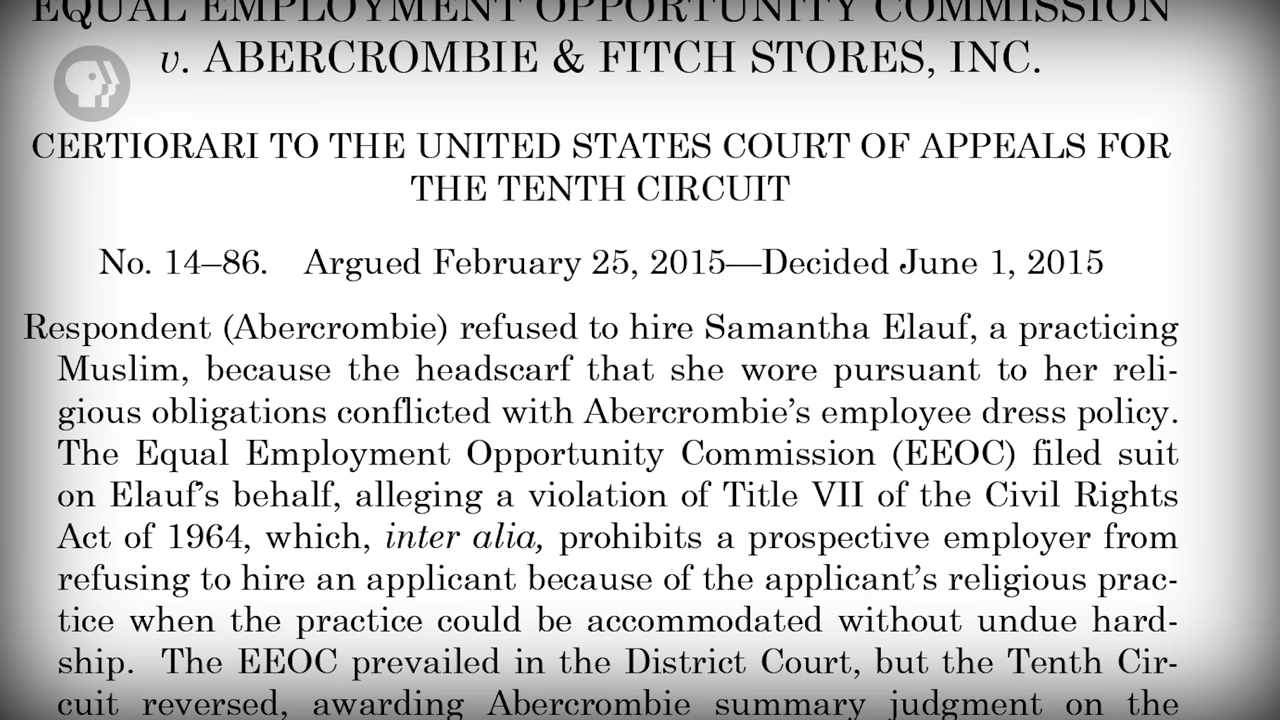 EQUAL EMPLOYMENT OPPORTUNITY COMMISSION
v. ABERCROMBIE & FITCH STORES, INC.
CERTIORARI TO THE UNITED STATES COURT OF APPEALS FOR
THE TENTH CIRCUIT
No. 14–86. Argued February 25, 2015—Decided June 1, 2015
Respondent (Abercrombie) refused to hire Samantha Elauf, a practicing
Muslim, because the headscarf that she wore pursuant to her reli-
gious obligations conflicted with Abercrombie’s employee dress policy.
The Equal Employment Opportunity Commission (EEOC) filed suit
on Elauf’s behalf, alleging a violation of Title VII of the Civil Rights
Act of 1964, which, inter alia, prohibits a prospective employer from
refusing to hire an applicant because of the applicant’s religious prac-
tice when the practice could be accommodated without undue hard-
ship. The EEOC prevailed in the District Court, but the Tenth Cir-
cuit reversed, awarding Abercrombie summary judgment on the